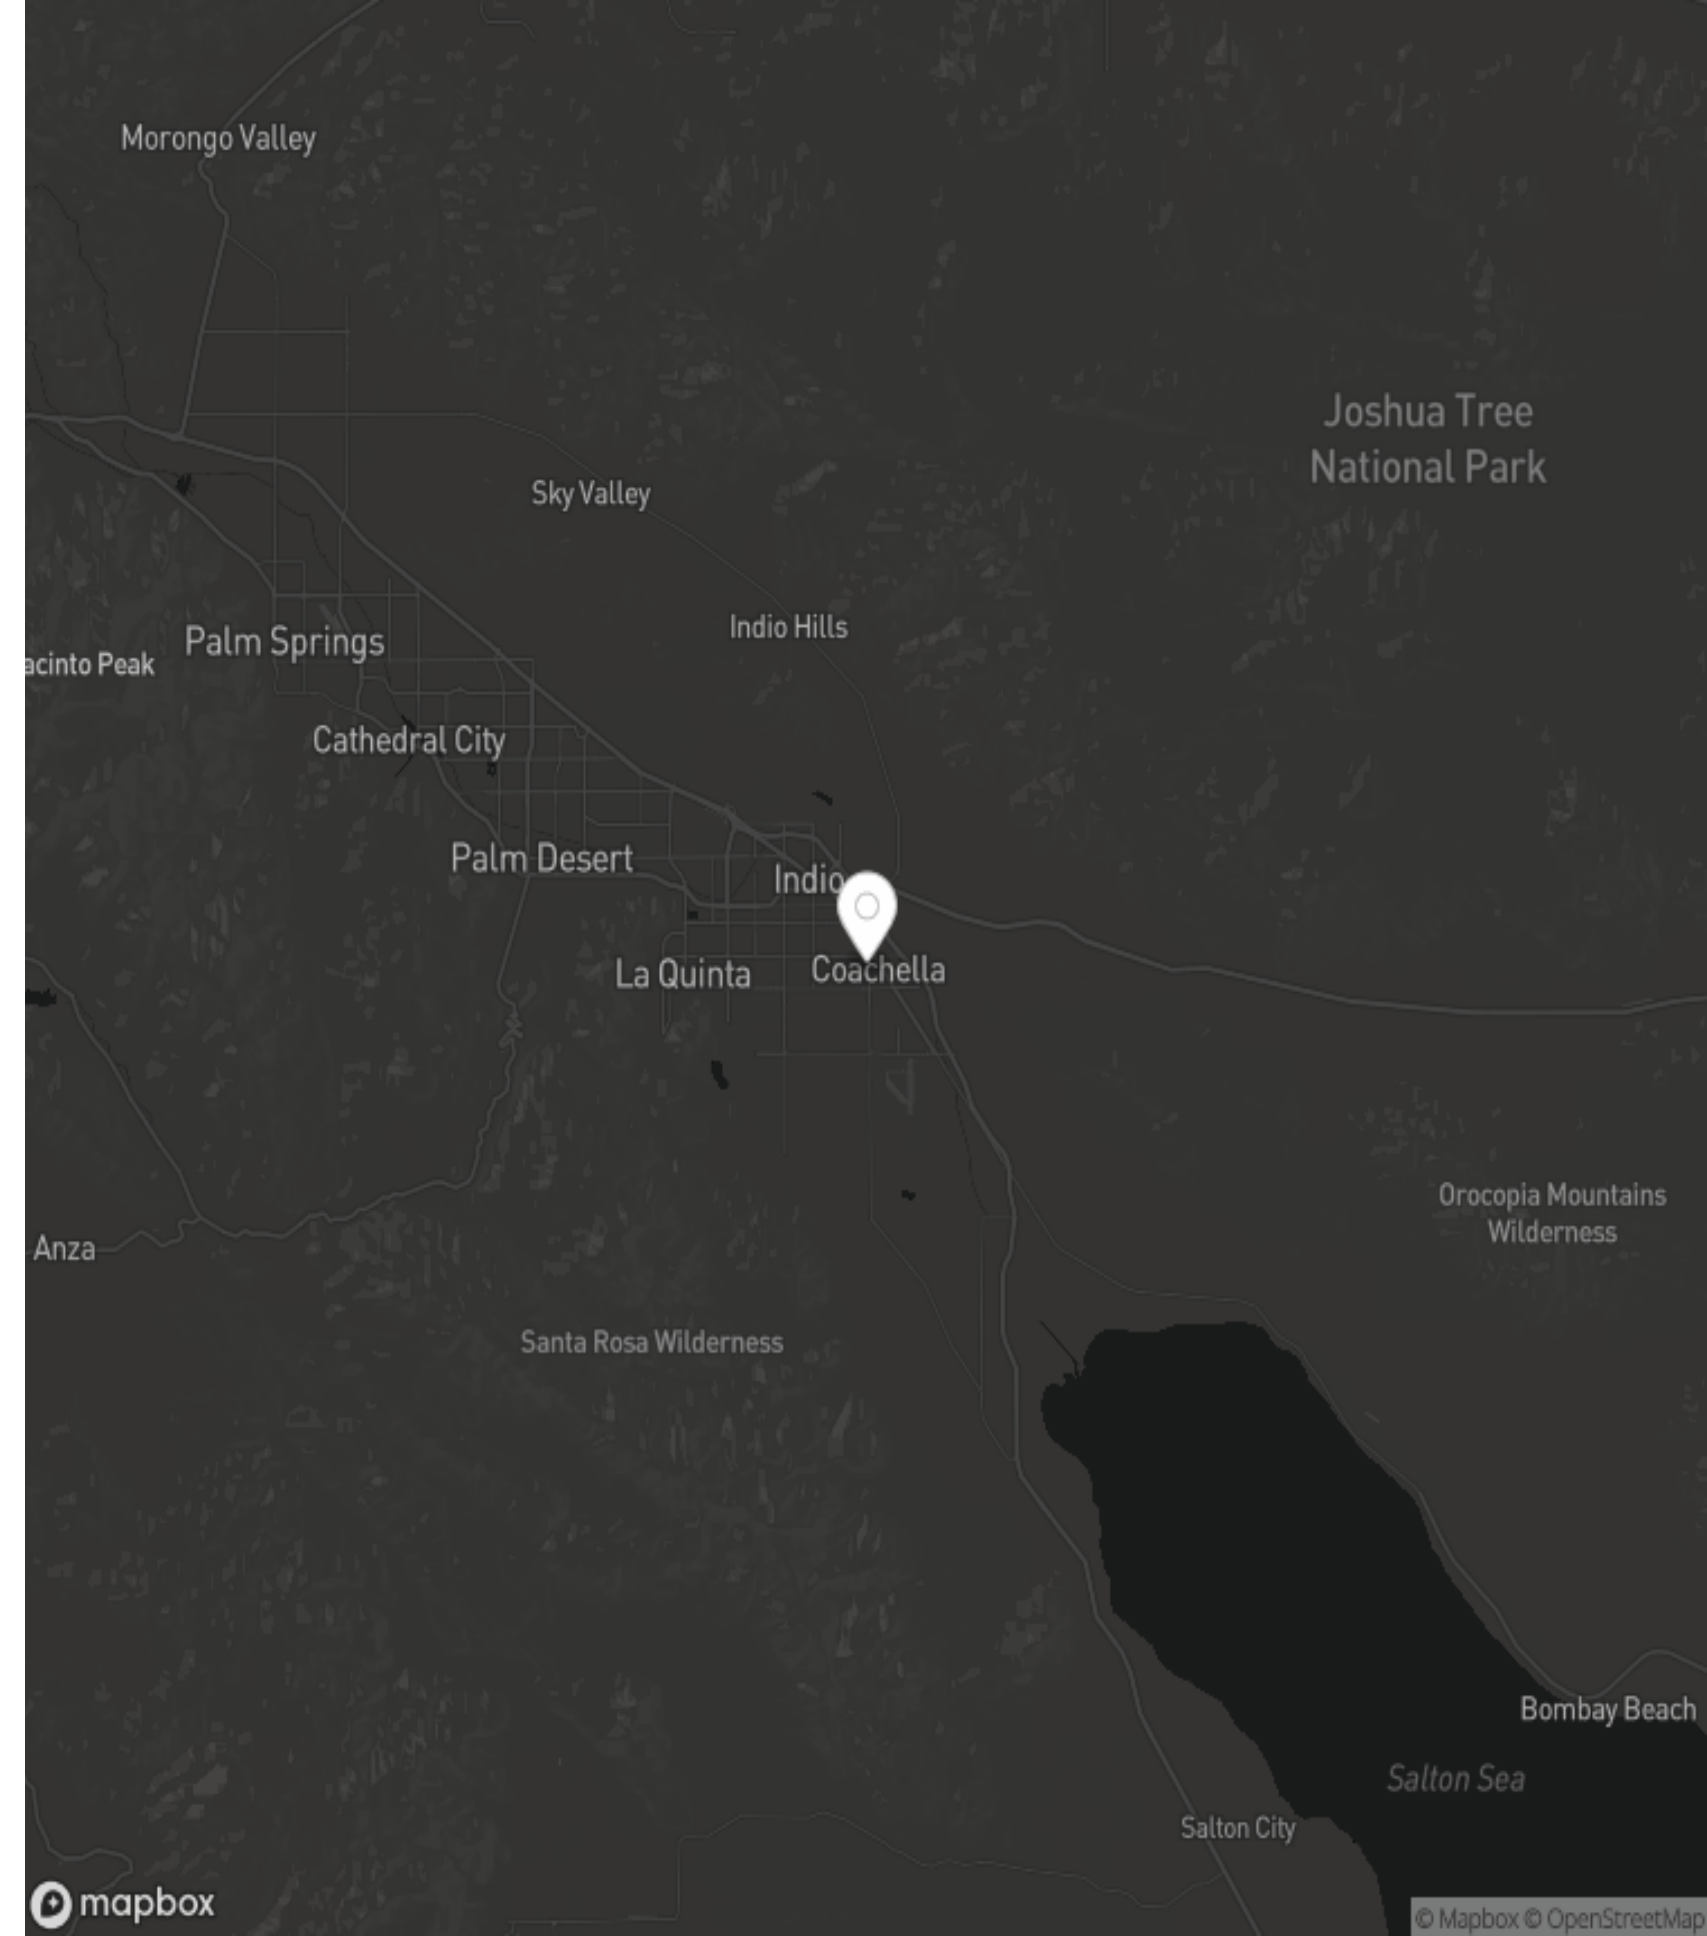 Morongo Valley
Joshua Tree
National Park
Sky Valley
Indio Hills
Palm Springs
acinto Peak
Cathedral City
Palm Desert
Indio
La Quinta
Coachella
Orocopia Mountains
Wilderness
Anza
Santa Rosa Wilderness
Bombay Beach
Salton Sea
Salton City
mapbox
© Mapbox © OpenStreetMap